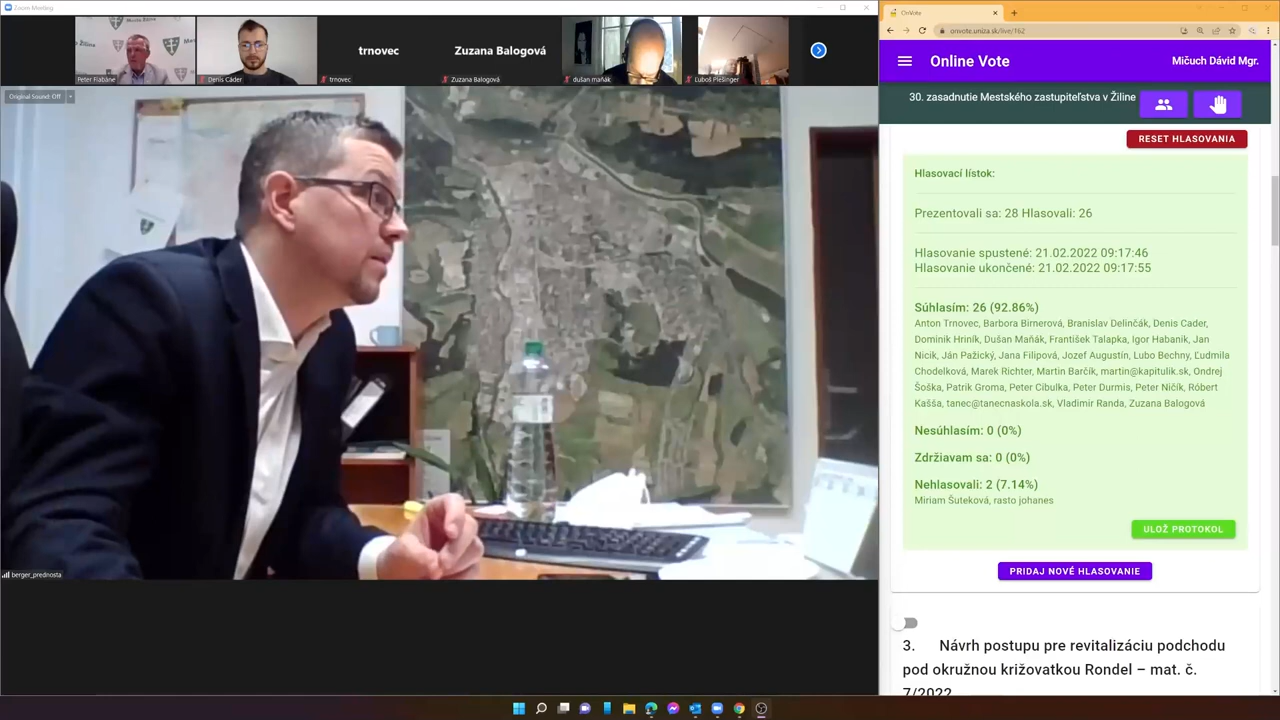 Zoom Meeting
Peter Fiabáne
Denis Cáder
trnovec
trnovec
Zuzana Balogová
Zuzana Balogová
dušan maňák
Ľuboš Plešinger
Original Sound: Off
berger_prednosta
OnVote
onvote.uniza.sk/live/162
Online Vote
Mičuch Dávid Mgr.
30. zasadnutie Mestského zastupiteľstva v Žiline
RESET HLASOVANIA
Hlasovací lístok:
Prezentovali sa: 28 Hlasovali: 26
Hlasovanie spustené: 21.02.2022 09:17:46
Hlasovanie ukončené: 21.02.2022 09:17:55
Súhlasím: 26 (92.86%)
Anton Trnovec, Barbora Birnerová, Branislav Delinčák, Denis Cader,
Dominik Hriník, Dušan Maňák, František Talapka, Igor Habanik, Jan
Nicik, Ján Pažický, Jana Filipová, Jozef Augustín, Lubo Bechny, Ľudmila
Chodelková, Marek Richter, Martin Barčík, martin@kapitulik.sk, Ondrej
Šoška, Patrik Groma, Peter Cibulka, Peter Durmis, Peter Ničík, Róbert
Kašša, tanec@tanecnaskola.sk, Vladimir Randa, Zuzana Balogová
Nesúhlasím: 0 (0%)
Zdržiavam sa: 0 (0%)
Nehlasovali: 2 (7.14%)
Miriam Šuteková, rasto johanes
ULOŽ PROTOKOL
PRIDAJ NOVÉ HLASOVANIE
3. Návrh postupu pre revitalizáciu podchodu
pod okružnou križovatkou Rondel – mat. č.
7/2022